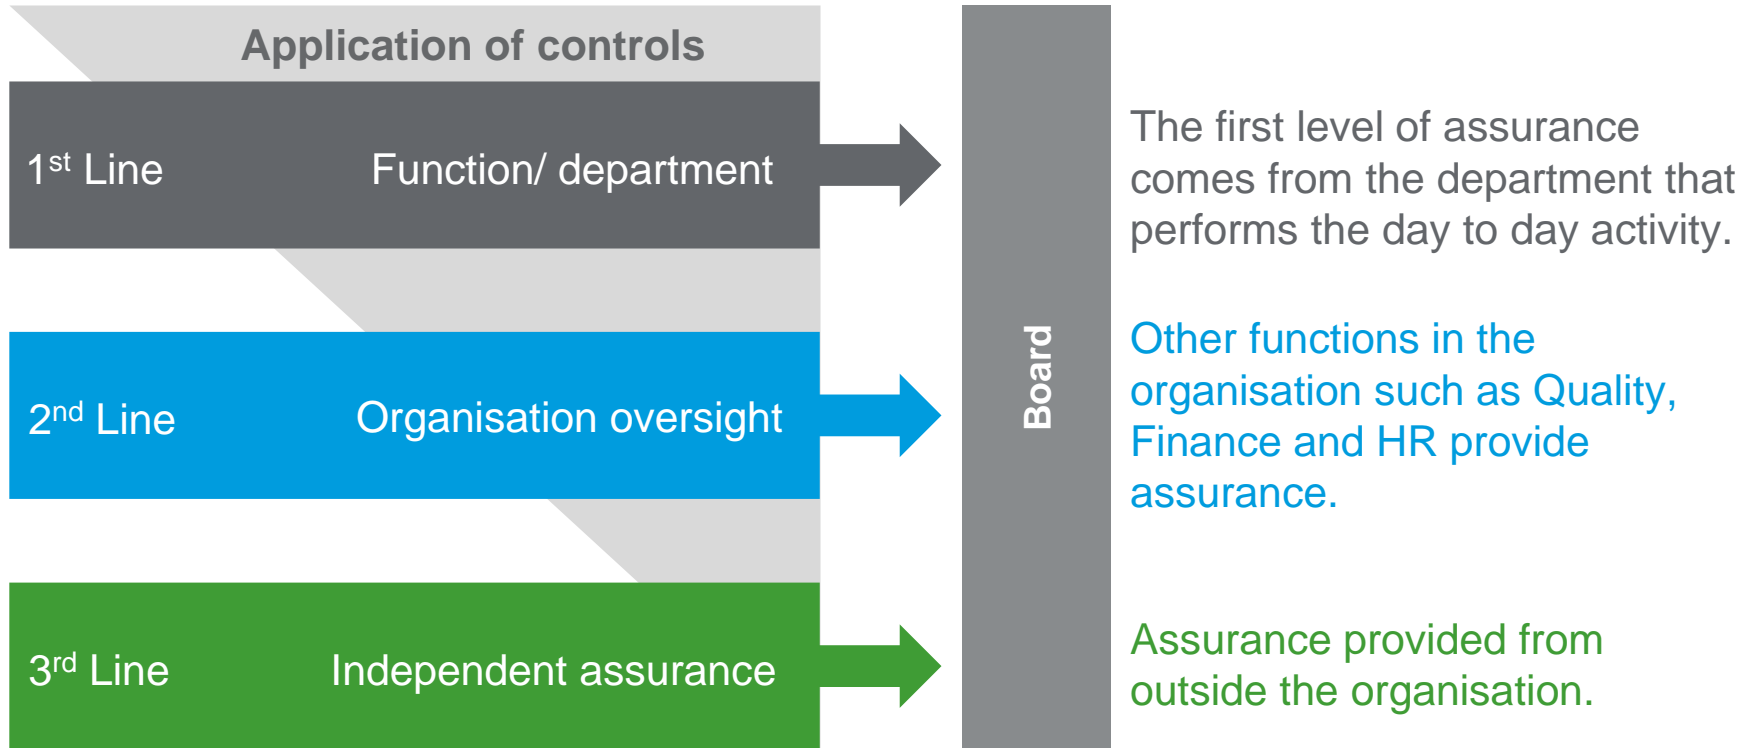 Application of controls
1st Line
Function/ department
2nd Line
Organisation oversight
3rd Line
Independent assurance
Board
The first level of assurance
comes from the department that
performs the day to day activity.
Other functions in the
organisation such as Quality,
Finance and HR provide
assurance.
Assurance provided from
outside the organisation.